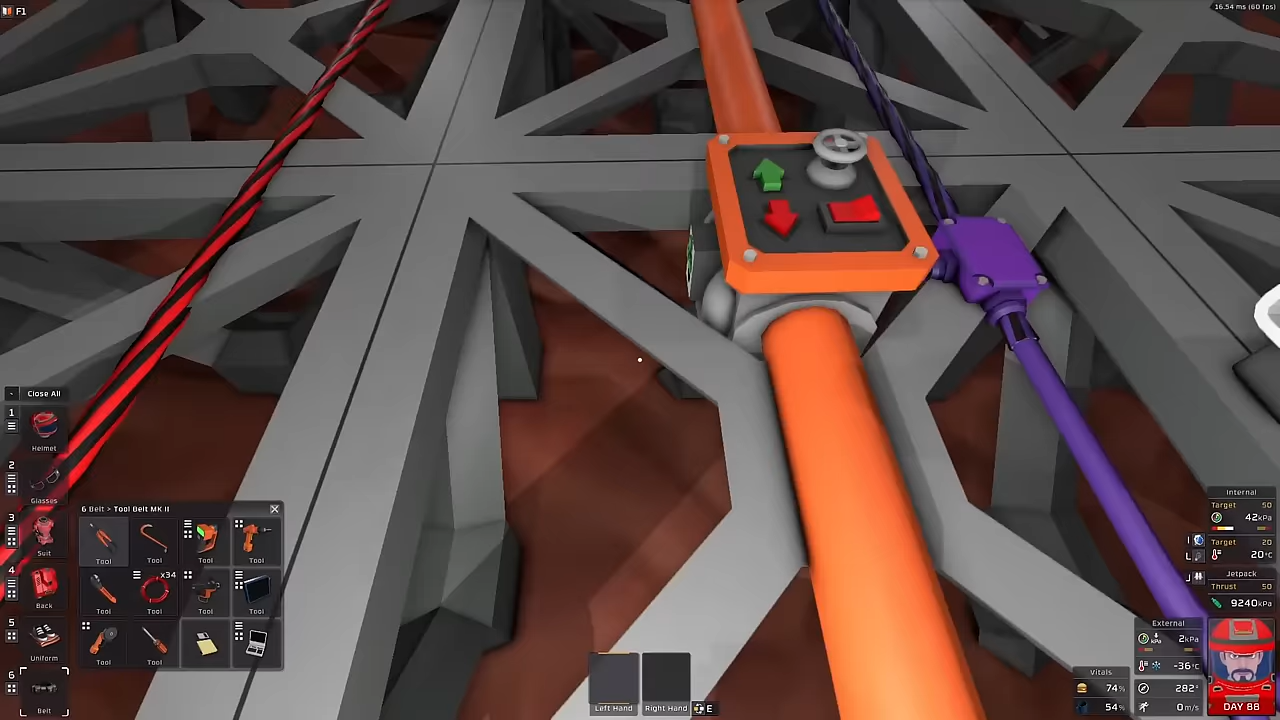 F1
16.54 ms (60 fps)
Close All
1
Helmet
2
Glasses
3
Suit
4
Back
5
Uniform
6
Belt
6 Belt > Tool Belt MK II
Tool
Tool
Tool
Tool
Tool
x34
Tool
Tool
Tool
Tool
Tool
Left Hand
Right Hand
E
Internal
Target 50
42kPa
Target 20
20°C
Jetpack
Thrust 50
9240kPa
External
2kPa
-36°C
282°
0m/s
Vitals
74%
54%
DAY 88